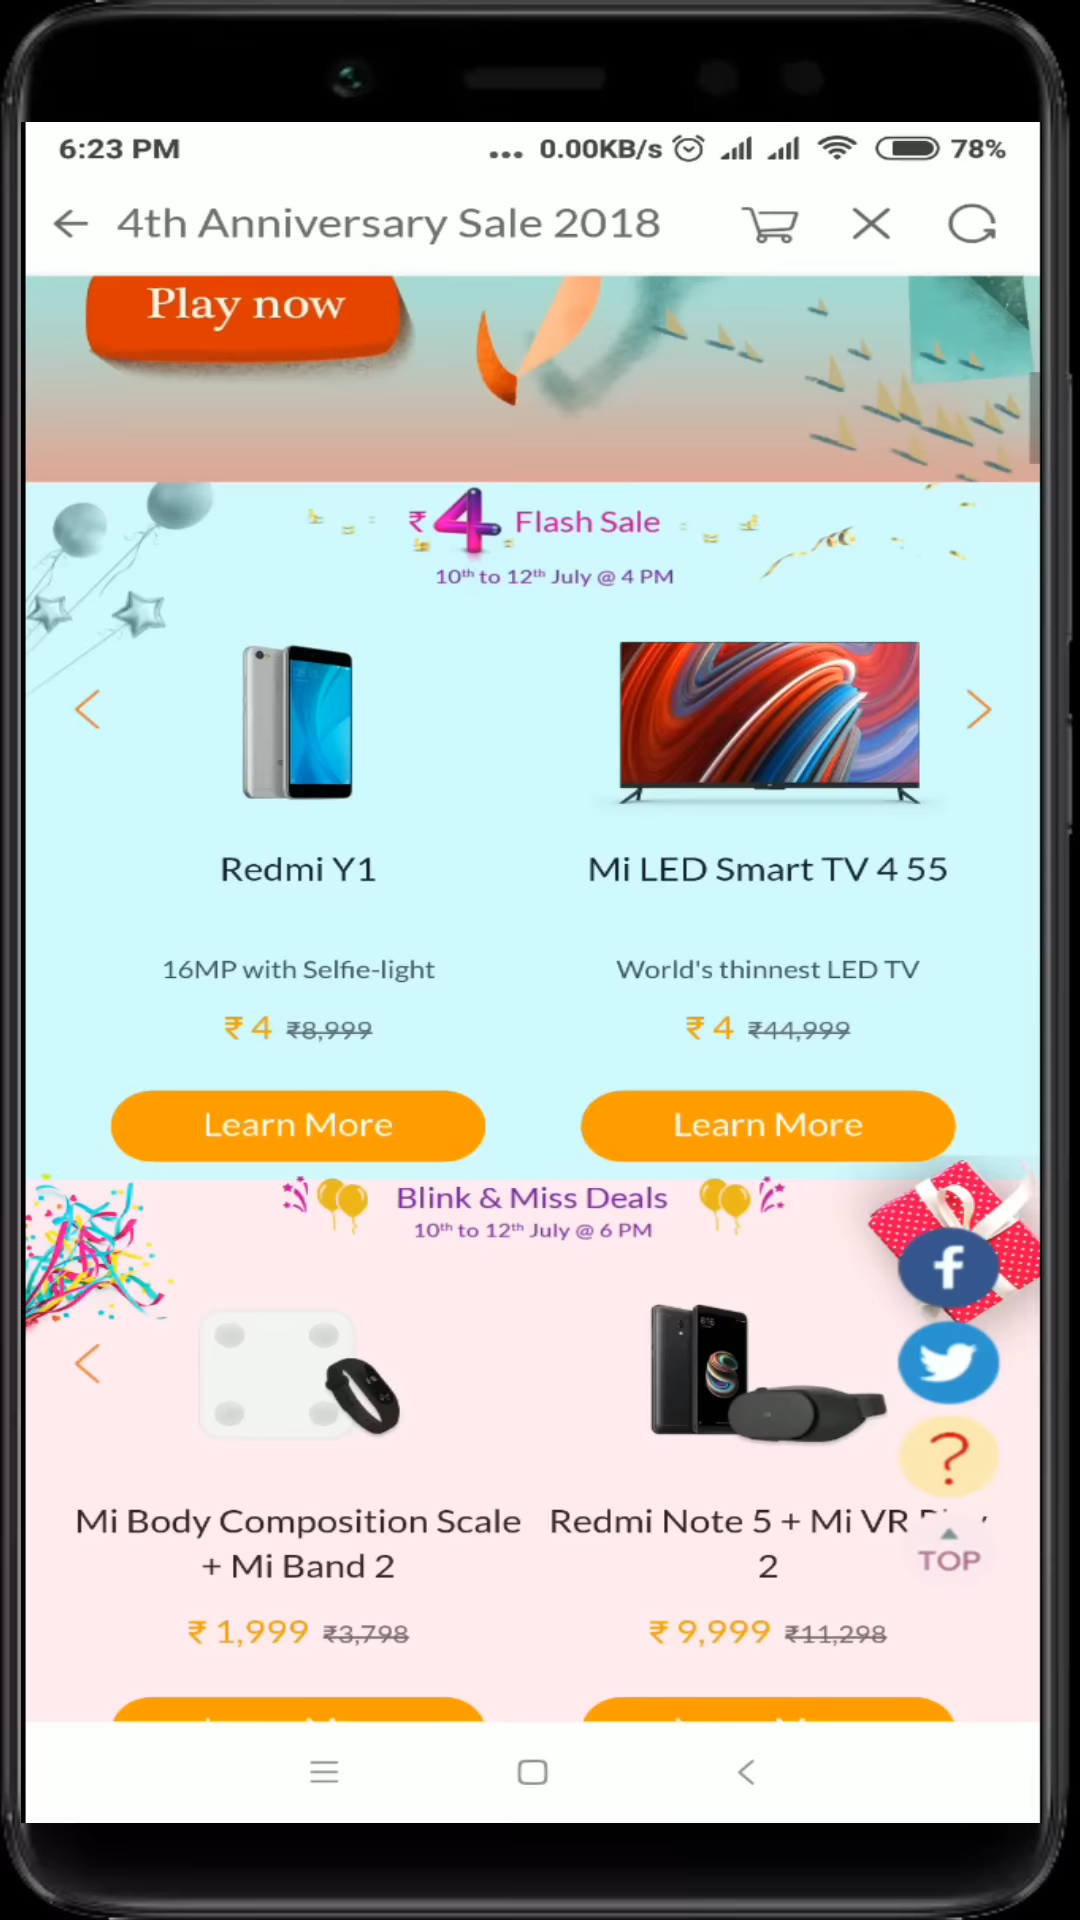 6:23 PM
... 0.00KB/s 78%
4th Anniversary Sale 2018
Play now
₹4 Flash Sale
10th to 12th July @ 4 PM
Redmi Y1
Mi LED Smart TV 4 55
16MP with Selfie-light
World's thinnest LED TV
₹ 4 ₹8,999
₹ 4 ₹44,999
Learn More
Learn More
Blink & Miss Deals
10th to 12th July @ 6 PM
Mi Body Composition Scale
+ Mi Band 2
Redmi Note 5 + Mi VR
2
₹ 1,999 ₹3,798
₹ 9,999 ₹11,298
f
?
TOP